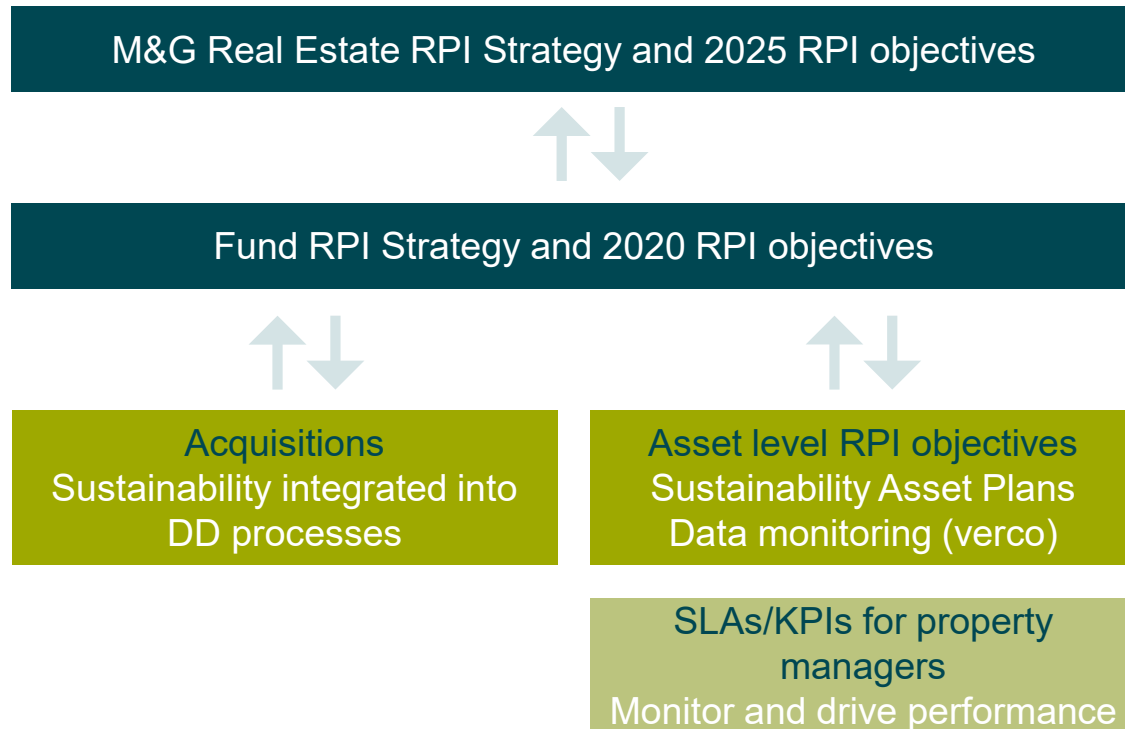 M&G Real Estate RPI Strategy and 2025 RPI objectives
Fund RPI Strategy and 2020 RPI objectives
Acquisitions
Sustainability integrated into
DD processes
Asset level RPI objectives
Sustainability Asset Plans
Data monitoring (verco)
SLAs/KPIs for property
managers
Monitor and drive performance